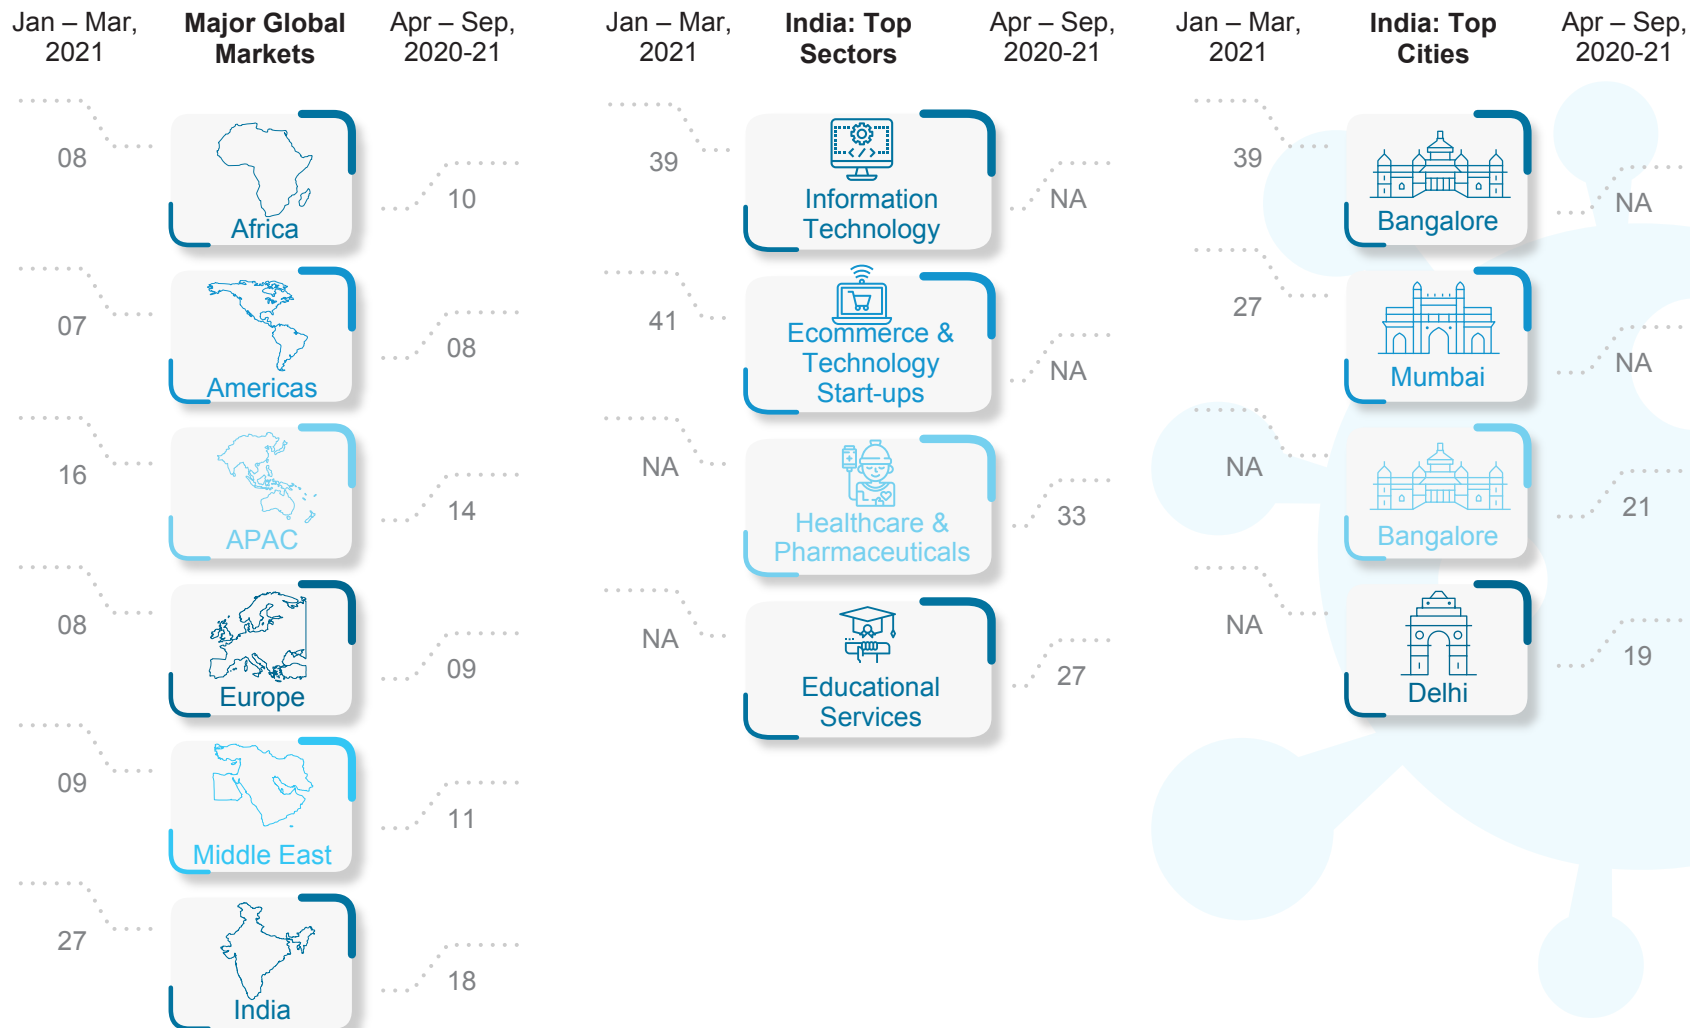 Jan – Mar,
2021
Major Global
Markets
Apr – Sep,
2020-21
08
Africa
10
07
Americas
08
16
APAC
14
08
Europe
09
09
Middle East
11
27
India
18
Jan – Mar,
2021
India: Top
Sectors
Apr – Sep,
2020-21
39
Information
Technology
NA
41
Ecommerce &
Technology
Start-ups
NA
NA
Healthcare &
Pharmaceuticals
33
NA
Educational
Services
27
Jan – Mar,
2021
India: Top
Cities
Apr – Sep,
2020-21
39
Bangalore
NA
27
Mumbai
NA
NA
Bangalore
21
NA
Delhi
19